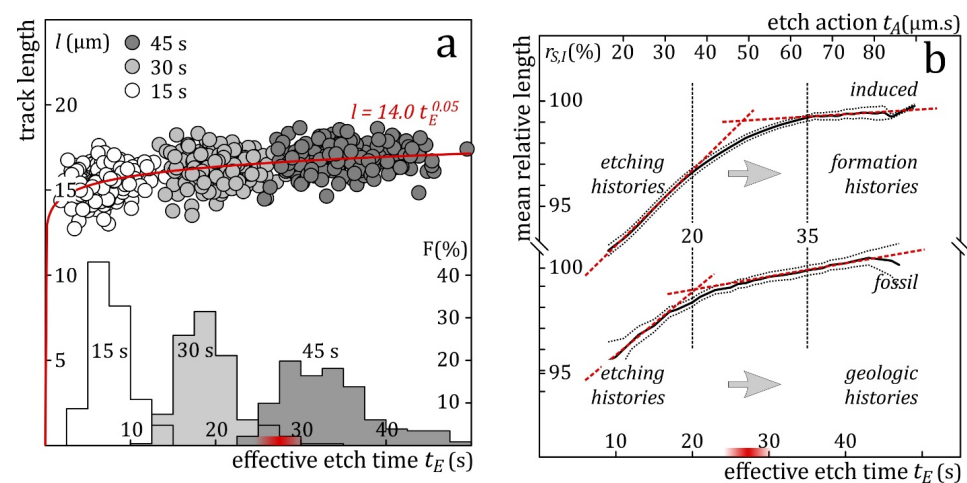 a
l (μm)
45 s
30 s
15 s
track length
20
15
10
5
l = 14.0 t_E^0.05
F(%)
40
30
20
10
15 s
30 s
45 s
10
20
30
40
effective etch time t_E (s)
etch action t_A(μm.s)
20
30
40
50
60
70
80
b
r_S,I(%)
mean relative length
100
95
induced
etching
histories
formation
histories
20
35
100
95
fossil
etching
histories
geologic
histories
10
20
30
40
effective etch time t_E (s)